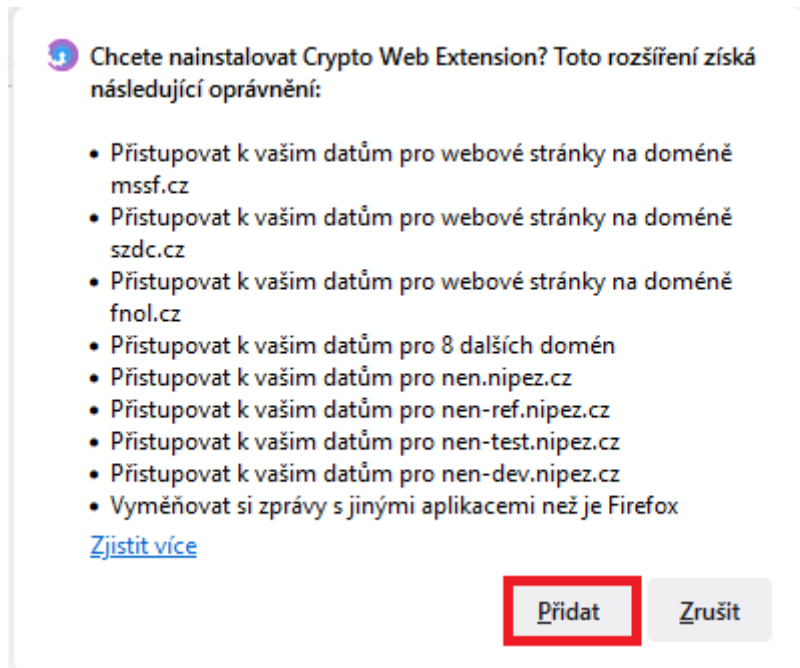 Chcete nainstalovat Crypto Web Extension? Toto rozšíření získá
následující oprávnění:
• Přistupovat k vašim datům pro webové stránky na doméně
mssf.cz
• Přistupovat k vašim datům pro webové stránky na doméně
szdc.cz
• Přistupovat k vašim datům pro webové stránky na doméně
fnol.cz
• Přistupovat k vašim datům pro 8 dalších domén
• Přistupovat k vašim datům pro nen.nipez.cz
• Přistupovat k vašim datům pro nen-ref.nipez.cz
• Přistupovat k vašim datům pro nen-test.nipez.cz
• Přistupovat k vašim datům pro nen-dev.nipez.cz
• Vyměňovat si zprávy s jinými aplikacemi než je Firefox
Zjistit více
Přidat Zrušit